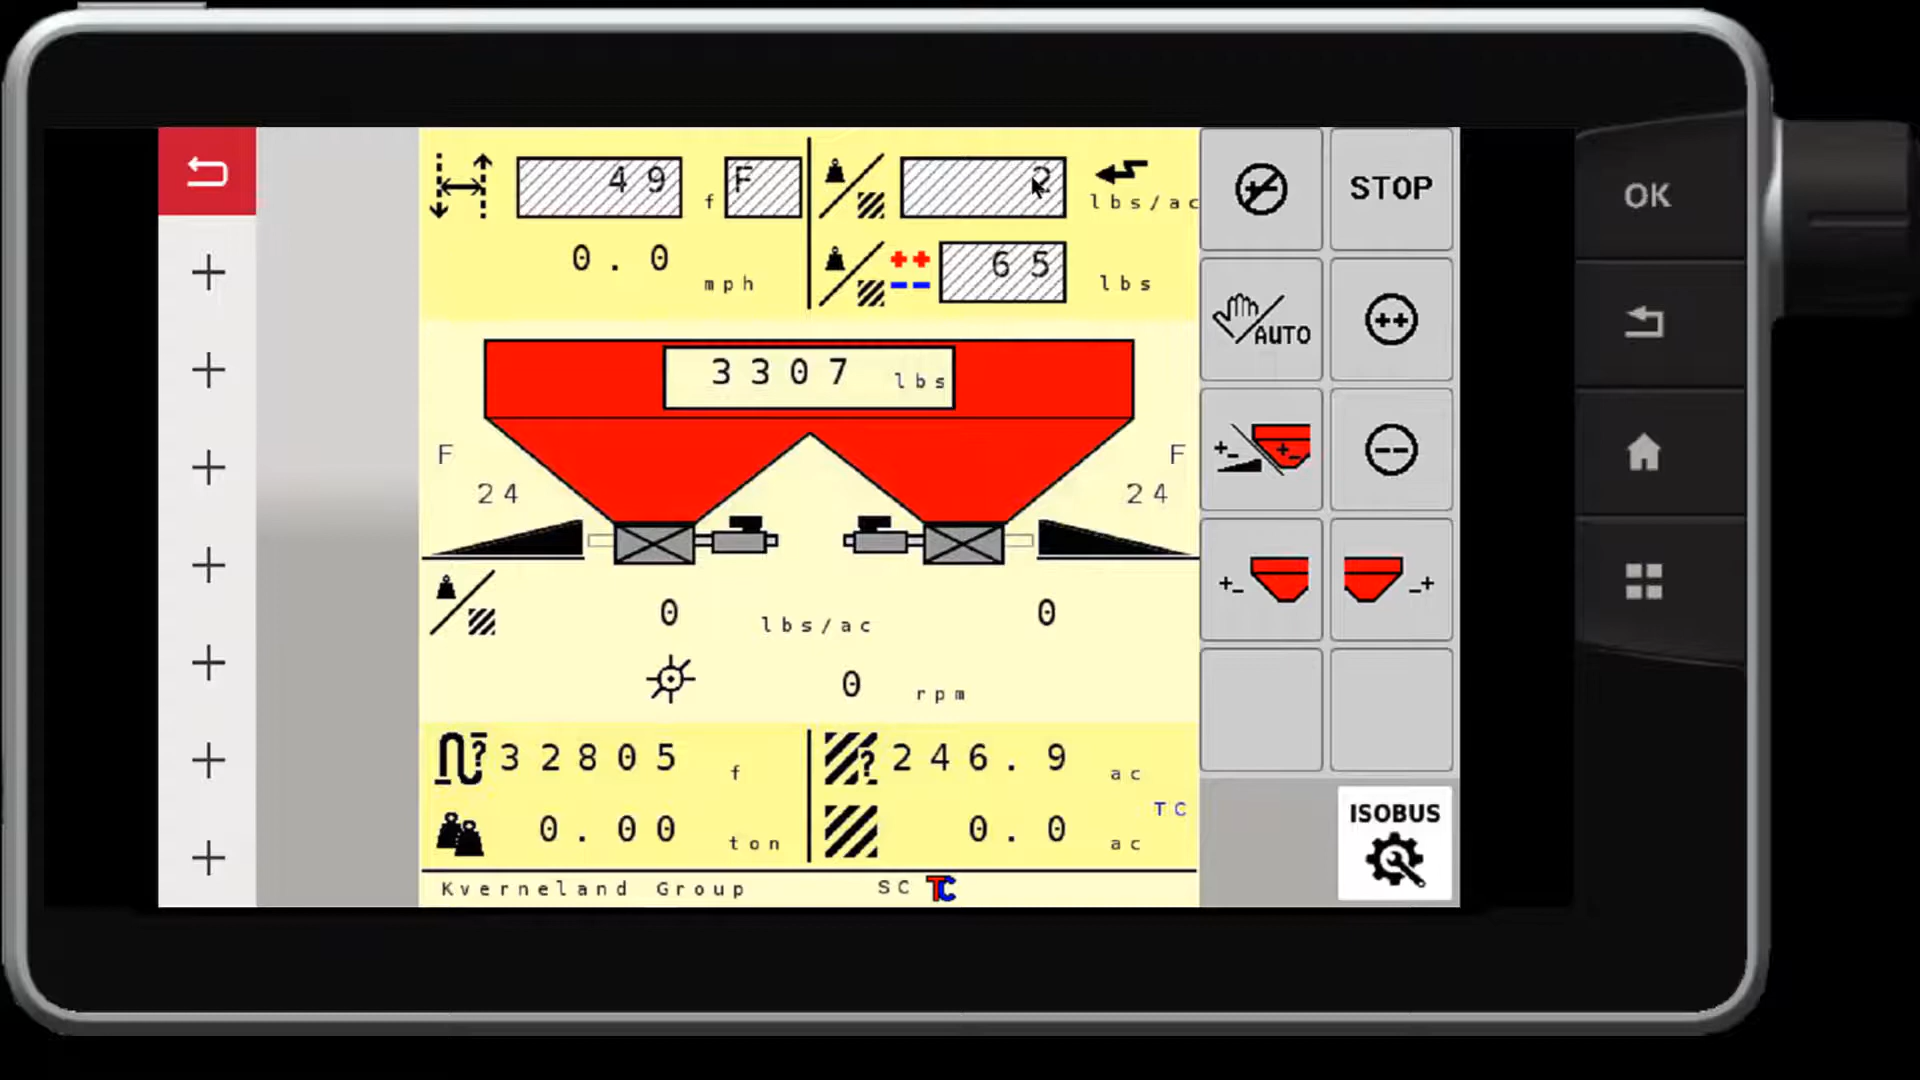 49 f F 2 lbs/ac STOP OK
0.0 mph 65 lbs
AUTO
3307 lbs
F F
24 24
0 lbs/ac 0
0 rpm
?32805 f ?246.9 ac
TC
0.00 ton 0.0 ac
ISOBUS
Kverneland Group SC TC